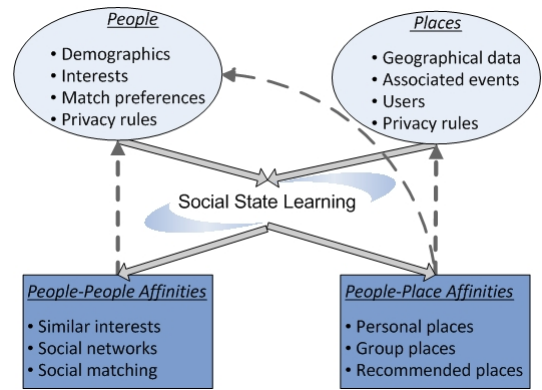 People
• Demographics
• Interests
• Match preferences
• Privacy rules
Places
• Geographical data
• Associated events
• Users
• Privacy rules
Social State Learning
People-People Affinities
• Similar interests
• Social networks
• Social matching
People-Place Affinities
• Personal places
• Group places
• Recommended places